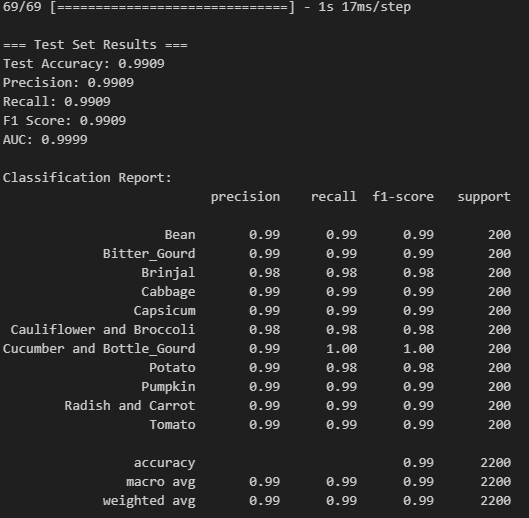 69/69 [==============================] - 1s 17ms/step
=== Test Set Results ===
Test Accuracy: 0.9909
Precision: 0.9909
Recall: 0.9909
F1 Score: 0.9909
AUC: 0.9999
Classification Report:
precision recall f1-score support
Bean 0.99 0.99 0.99 200
Bitter_Gourd 0.99 0.99 0.99 200
Brinjal 0.98 0.98 0.98 200
Cabbage 0.99 0.99 0.99 200
Capsicum 0.99 0.99 0.99 200
Cauliflower and Broccoli 0.98 0.98 0.98 200
Cucumber and Bottle_Gourd 0.99 1.00 1.00 200
Potato 0.99 0.98 0.98 200
Pumpkin 0.99 0.99 0.99 200
Radish and Carrot 0.99 0.99 0.99 200
Tomato 0.99 0.99 0.99 200
accuracy 0.99 2200
macro avg 0.99 0.99 0.99 2200
weighted avg 0.99 0.99 0.99 2200